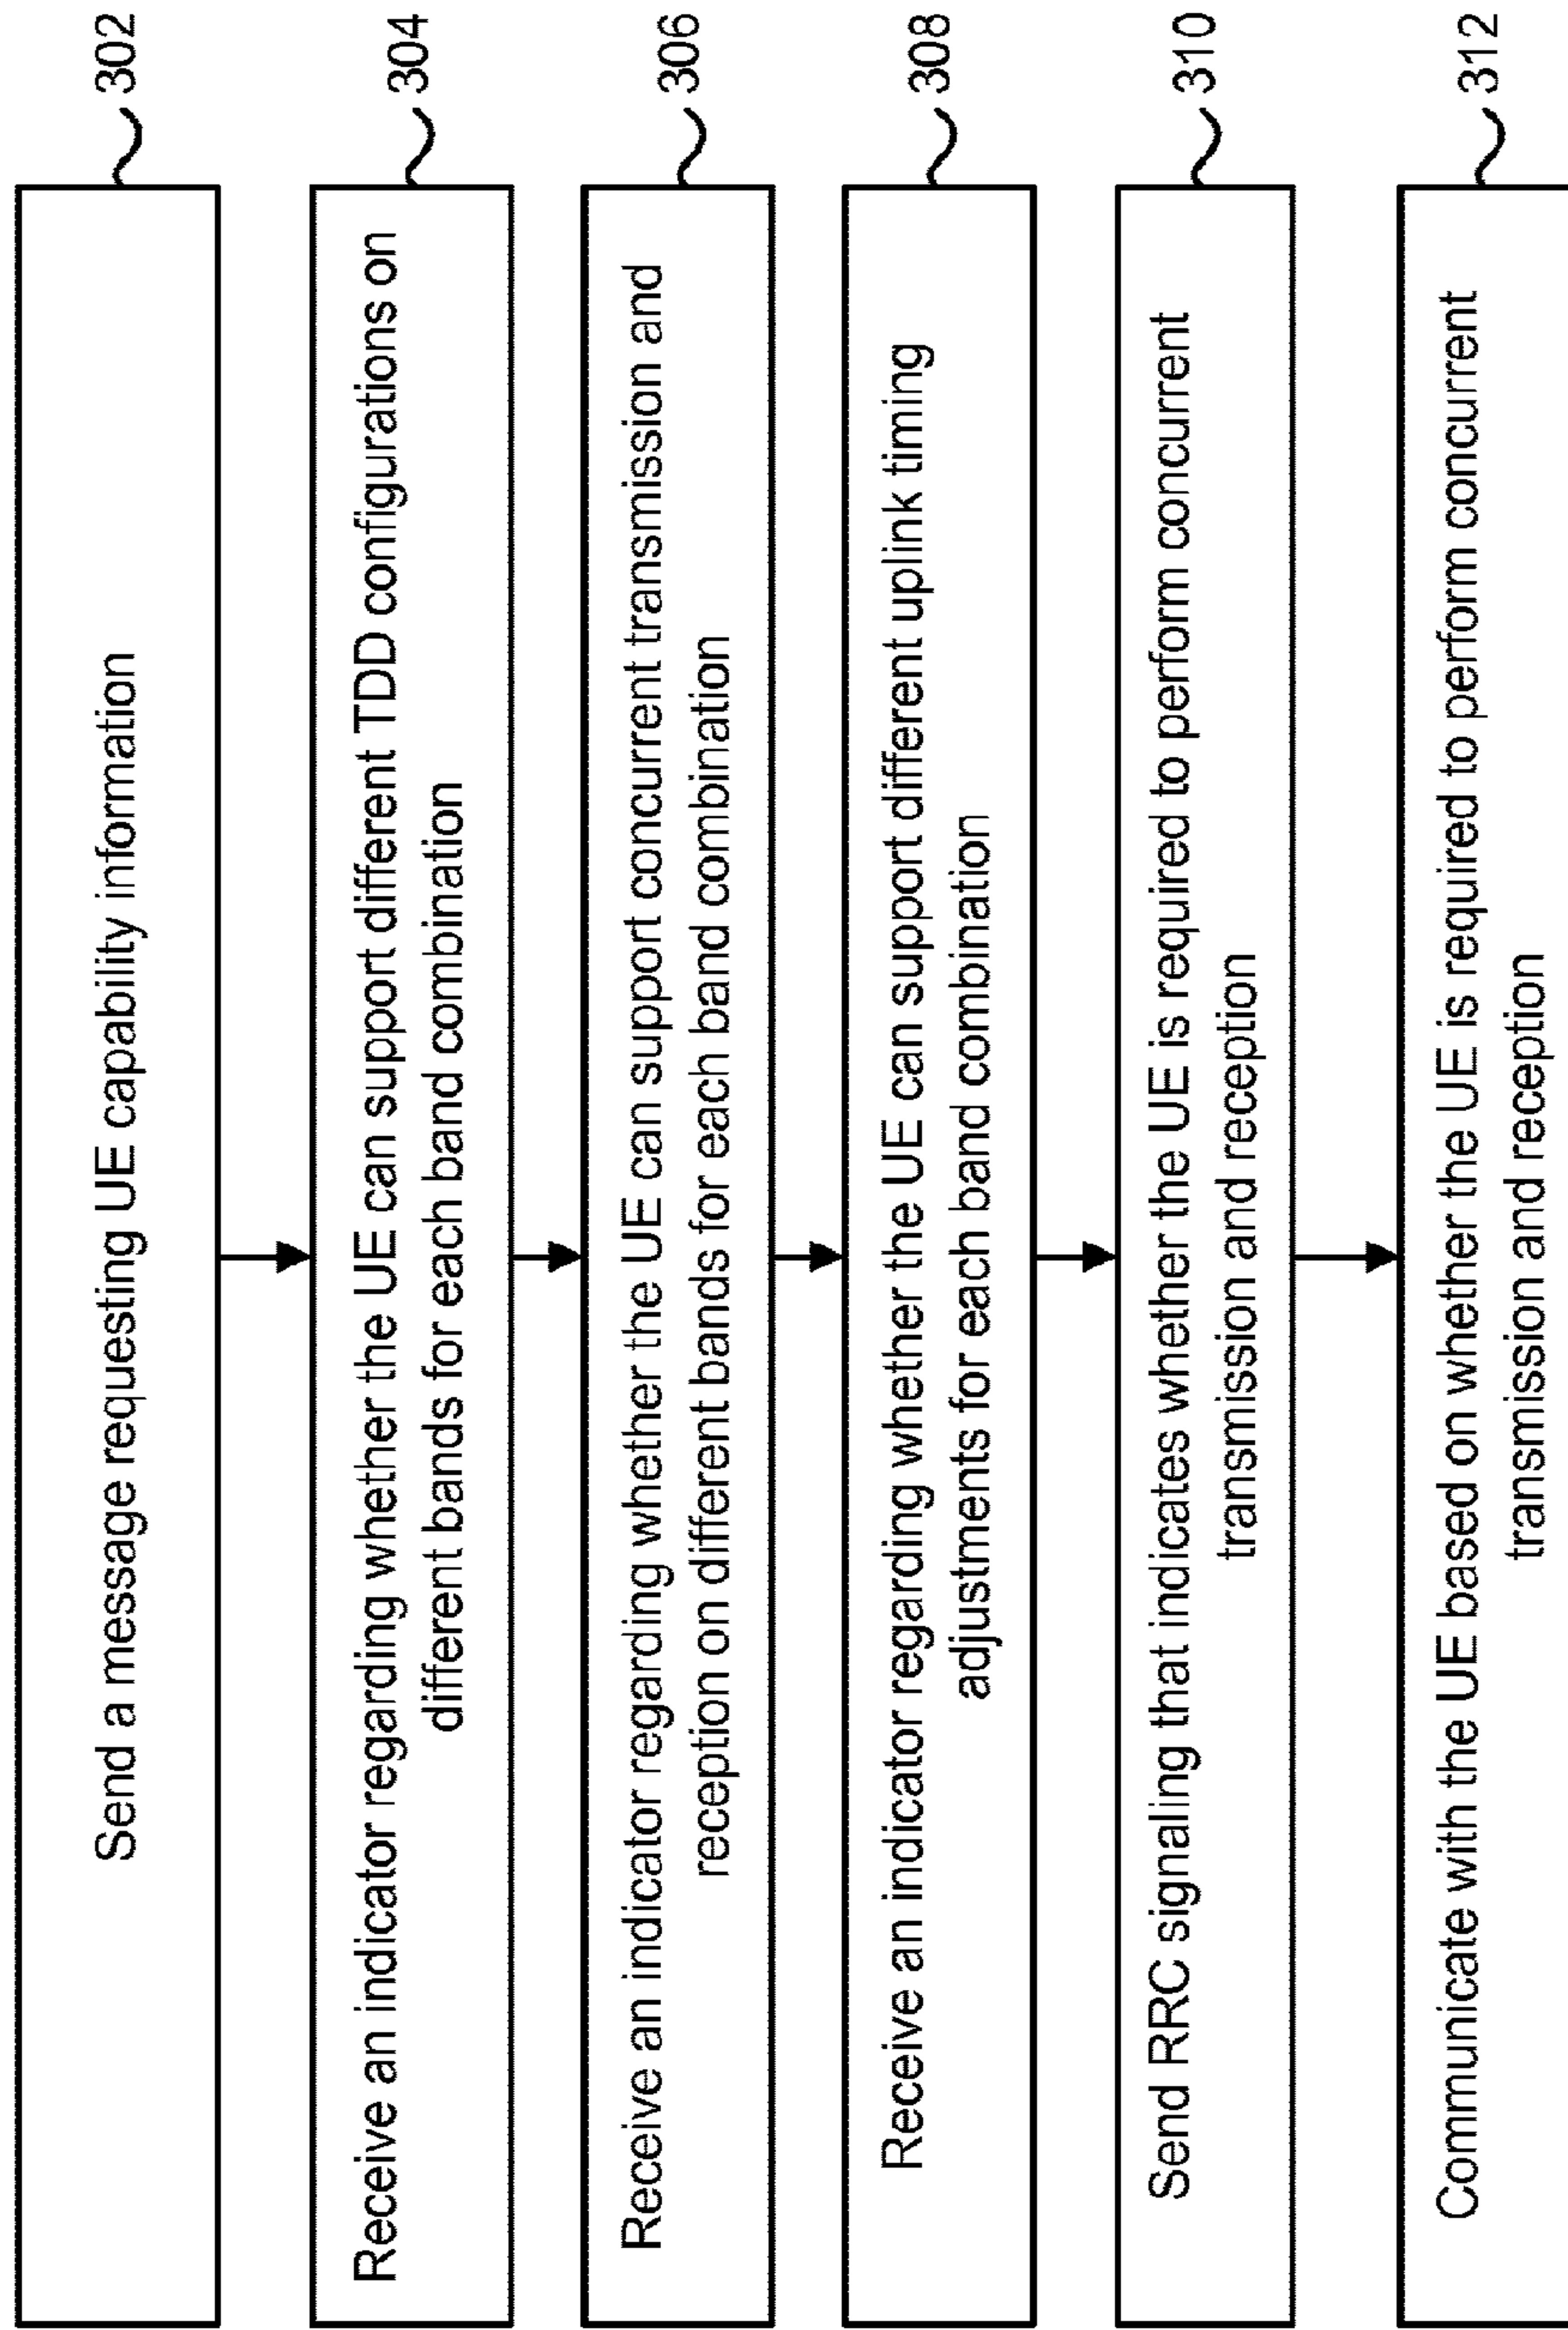 Send a message requesting UE capability information
302
Receive an indicator regarding whether the UE can support different TDD configurations on
different bands for each band combination
304
Receive an indicator regarding whether the UE can support concurrent transmission and
reception on different bands for each band combination
306
Receive an indicator regarding whether the UE can support different uplink timing
adjustments for each band combination
308
Send RRC signaling that indicates whether the UE is required to perform concurrent
transmission and reception
310
Communicate with the UE based on whether the UE is required to perform concurrent
transmission and reception
312